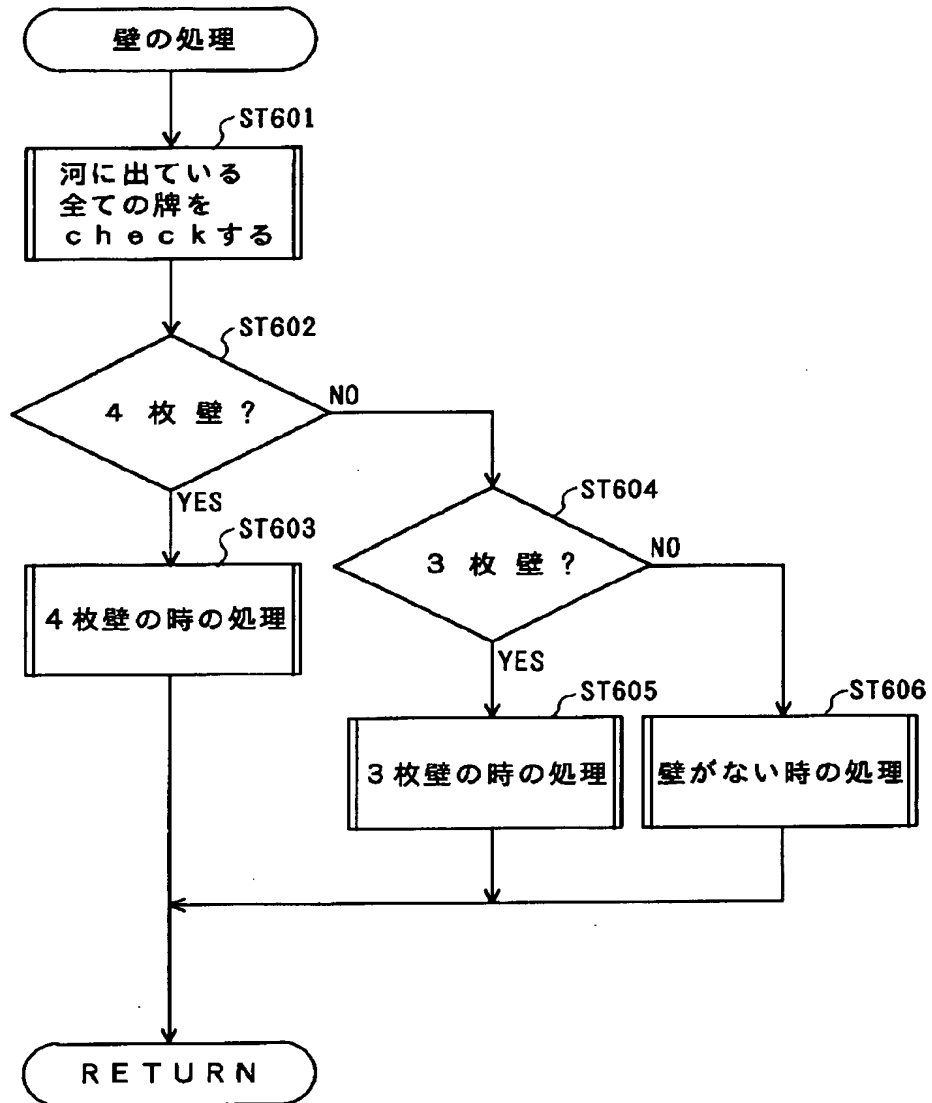 壁の処理
ST601
河に出ている
全ての牌を
ｃｈｅｃｋする
ST602
４枚壁？
NO
YES
ST603
４枚壁の時の処理
ST604
３枚壁？
NO
YES
ST605
３枚壁の時の処理
ST606
壁がない時の処理
ＲＥＴＵＲＮ